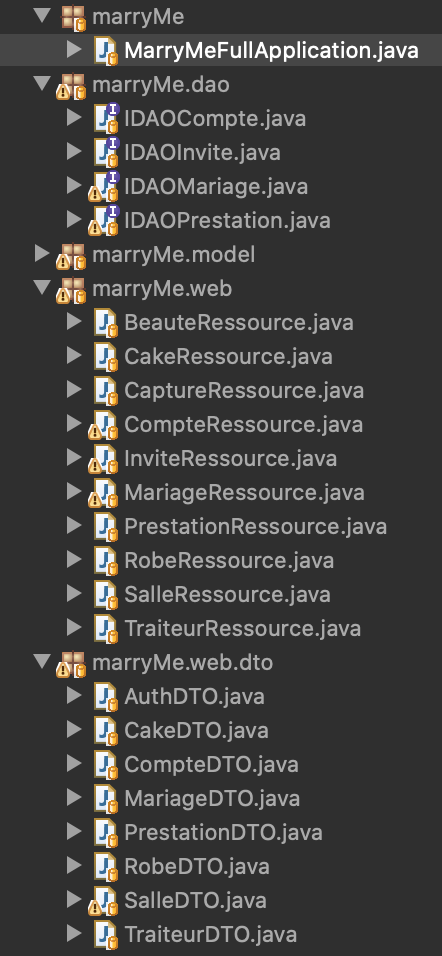 marryMe
MarryMeFullApplication.java
marryMe.dao
IDAOCompte.java
IDAOInvite.java
IDAOMariage.java
IDAOPrestation.java
marryMe.model
marryMe.web
BeauteRessource.java
CakeRessource.java
CaptureRessource.java
CompteRessource.java
InviteRessource.java
MariageRessource.java
PrestationRessource.java
RobeRessource.java
SalleRessource.java
TraiteurRessource.java
marryMe.web.dto
AuthDTO.java
CakeDTO.java
CompteDTO.java
MariageDTO.java
PrestationDTO.java
RobeDTO.java
SalleDTO.java
TraiteurDTO.java